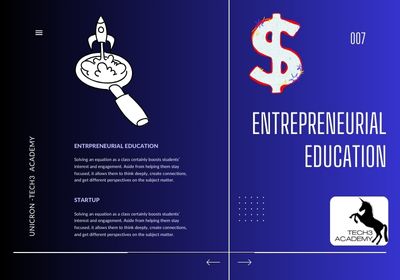 007
ENTREPRENEURIAL
EDUCATION
ENTRPRENEURIAL EDUCATION
Solving an equation as a class certainly boosts students'
interest and engagement. Aside from helping them stay
focused, it allows them to think deeply, create connections,
and get different perspectives on the subject matter.
STARTUP
Solving an equation as a class certainly boosts students'
interest and engagement. Aside from helping them stay
focused, it allows them to think deeply, create connections,
and get different perspectives on the subject matter.
UNICRON -TECH3 ACADEMY
TECH3
ACADEMY